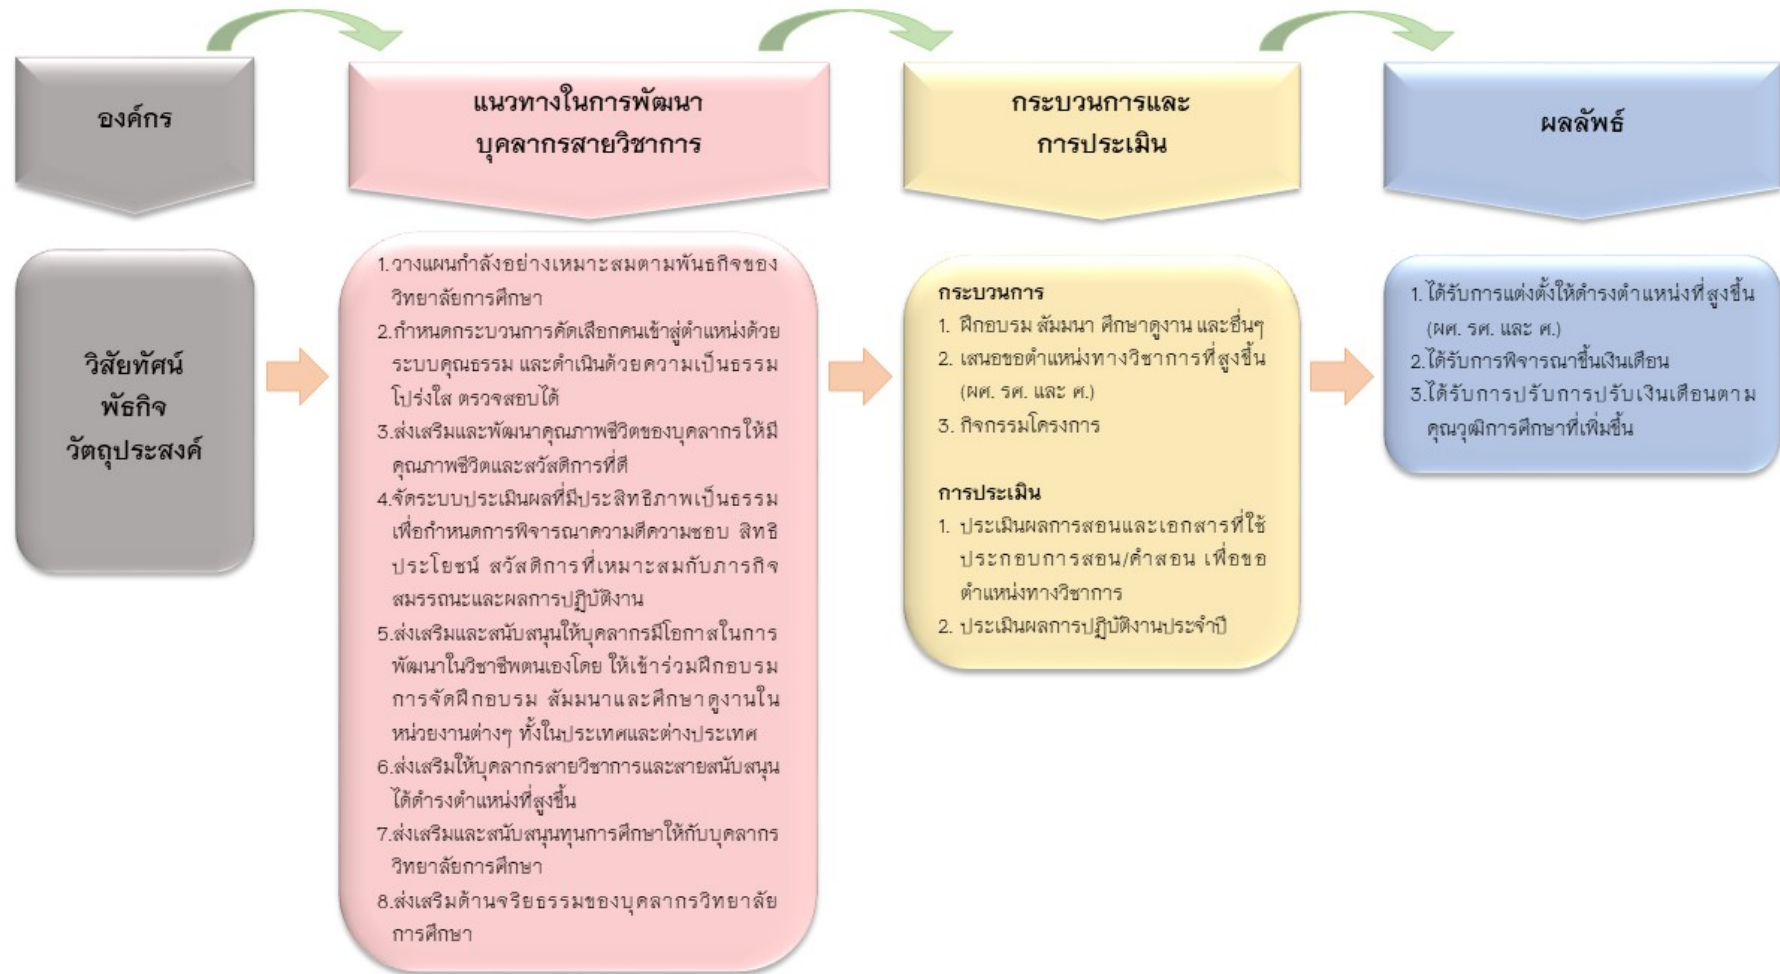 องค์กร
แนวทางในการพัฒนา
บุคลากรสายวิชาการ
กระบวนการและ
การประเมิน
ผลลัพธ์
วิสัยทัศน์
พัธกิจ
วัตถุประสงค์
1.วางแผนกำลังอย่างเหมาะสมตามพันธกิจของ
วิทยาลัยการศึกษา
2.กำหนดกระบวนการคัดเลือกคนเข้าสู่ตำแหน่งด้วย
ระบบคุณธรรม และดำเนินด้วยความเป็นธรรม
โปร่งใส ตรวจสอบได้
3.ส่งเสริมและพัฒนาคุณภาพชีวิตของบุคลากรให้มี
คุณภาพชีวิตและสวัสดิการที่ดี
4.จัดระบบประเมินผลที่มีประสิทธิภาพเป็นธรรม
เพื่อกำหนดการพิจารณาความดีความชอบ สิทธิ
ประโยชน์ สวัสดิการที่เหมาะสมกับภารกิจ
สมรรถนะและผลการปฏิบัติงาน
5.ส่งเสริมและสนับสนุนให้บุคลากรมีโอกาสในการ
พัฒนาในวิชาชีพตนเองโดย ให้เข้าร่วมฝึกอบรม
การจัดฝึกอบรม สัมมนาและศึกษาดูงานใน
หน่วยงานต่างๆ ทั้งในประเทศและต่างประเทศ
6.ส่งเสริมให้บุคลากรสายวิชาการและสายสนับสนุน
ได้ดำรงตำแหน่งที่สูงขึ้น
7.ส่งเสริมและสนับสนุนทุนการศึกษาให้กับบุคลากร
วิทยาลัยการศึกษา
8.ส่งเสริมด้านจริยธรรมของบุคลากรวิทยาลัย
การศึกษา
กระบวนการ
1. ฝึกอบรม สัมมนา ศึกษาดูงาน และอื่นๆ
2. เสนอขอตำแหน่งทางวิชาการที่สูงขึ้น
(ผศ. รศ. และ ศ.)
3. กิจกรรมโครงการ
การประเมิน
1. ประเมินผลการสอนและเอกสารที่ใช้
ประกอบการสอน/คำสอน เพื่อขอ
ตำแหน่งทางวิชาการ
2. ประเมินผลการปฏิบัติงานประจำปี
1. ได้รับการแต่งตั้งให้ดำรงตำแหน่งที่สูงขึ้น
(ผศ. รศ. และ ศ.)
2.ได้รับการพิจารณาขึ้นเงินเดือน
3.ได้รับการปรับการปรับเงินเดือนตาม
คุณวุฒิการศึกษาที่เพิ่มขึ้น